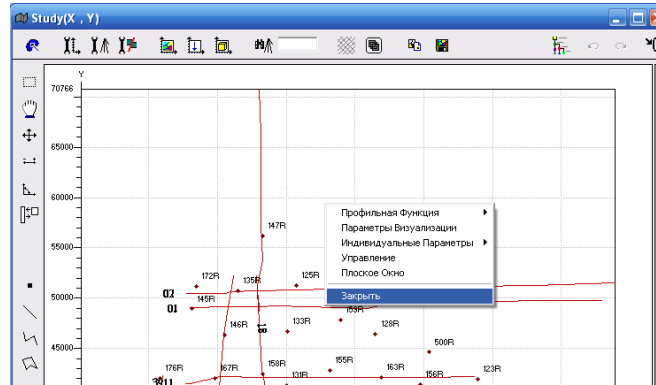 Study(X , Y)
Y
70766
65000
60000
55000
50000
45000
147R
172R
135R
125R
02
145R
01
159R
146R
18
133R
128R
500R
155R
176R
167R
158R
131R
163R
156R
123R
Профильная Функция
Параметры Визуализации
Индивидуальные Параметры
Управление
Плоское Окно
Закрыть